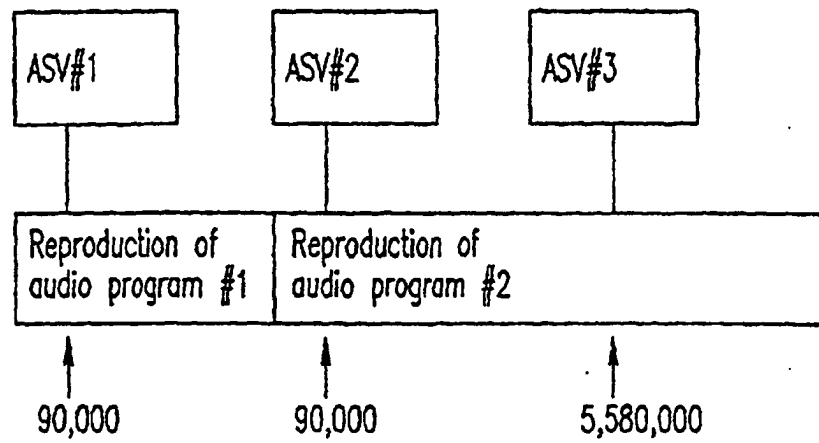 ASV#1
ASV#2
ASV#3
Reproduction of
audio program #1
Reproduction of
audio program #2
90,000
90,000
5,580,000